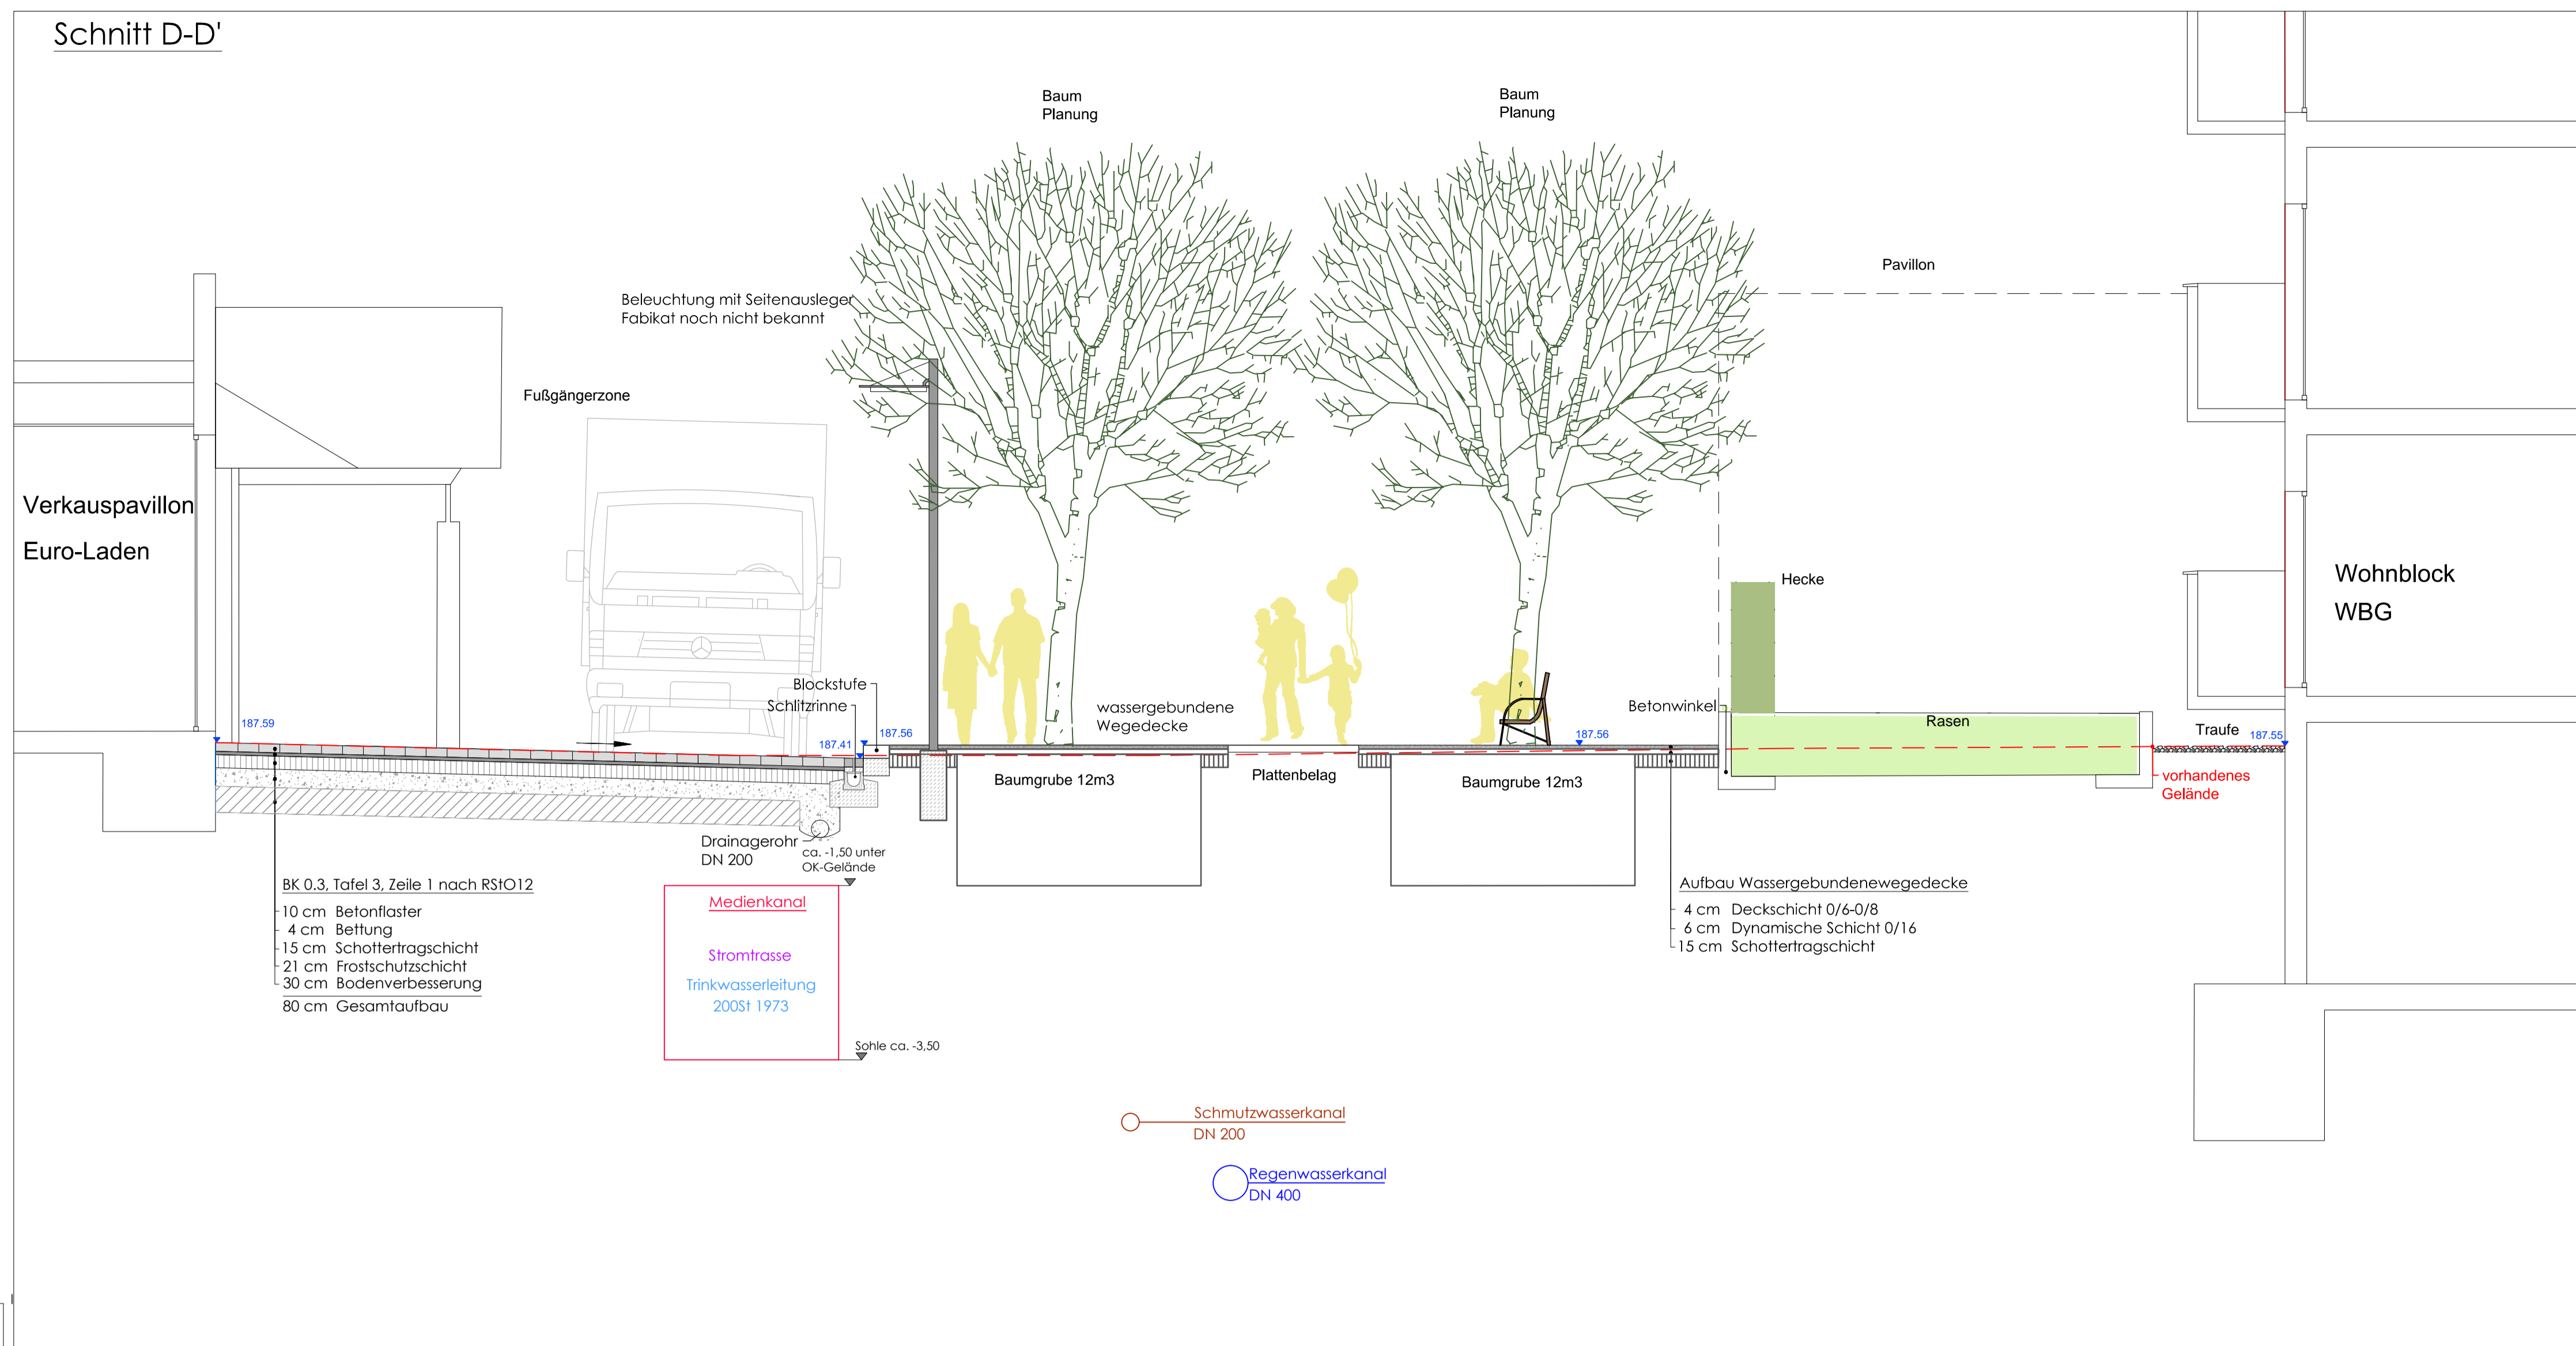 Schnitt D-D'
Baum
Planung
Baum
Planung
Pavillon
Beleuchtung mit Seitenausleger
Fabikat noch nicht bekannt
Fußgängerzone
Verkauspavillon
Euro-Laden
Hecke
Wohnblock
WBG
Blockstufe
Schlitzrinne
wassergebundene
Wegedecke
Betonwinkel
Rasen
Traufe
187.59
187.41
187.56
187.56
187.55
Baumgrube 12m3
Plattenbelag
Baumgrube 12m3
vorhandenes
Gelände
Drainagerohr
DN 200
ca. -1,50 unter
OK-Gelände
BK 0.3, Tafel 3, Zeile 1 nach RStO12
10 cm Betonflaster
4 cm Bettung
15 cm Schottertragschicht
21 cm Frostschutzschicht
30 cm Bodenverbesserung
80 cm Gesamtaufbau
Medienkanal
Stromtrasse
Trinkwasserleitung
200St 1973
Sohle ca. -3,50
Aufbau Wassergebundenewegedecke
4 cm Deckschicht 0/6-0/8
6 cm Dynamische Schicht 0/16
15 cm Schottertragschicht
Schmutzwasserkanal
DN 200
Regenwasserkanal
DN 400